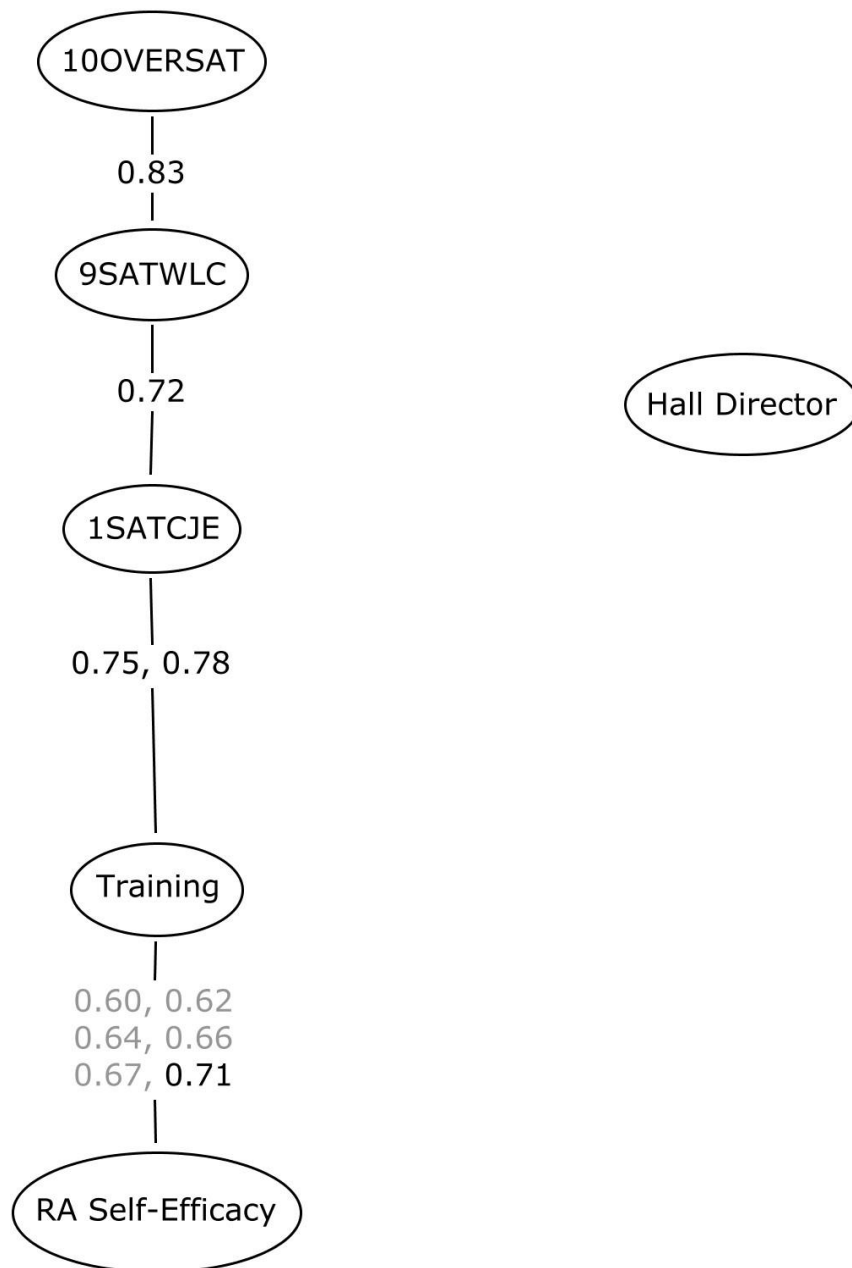 10OVERSAT
0.83
9SATWLC
0.72
Hall Director
1SATCJE
0.75, 0.78
Training
0.60, 0.62
0.64, 0.66
0.67, 0.71
RA Self-Efficacy